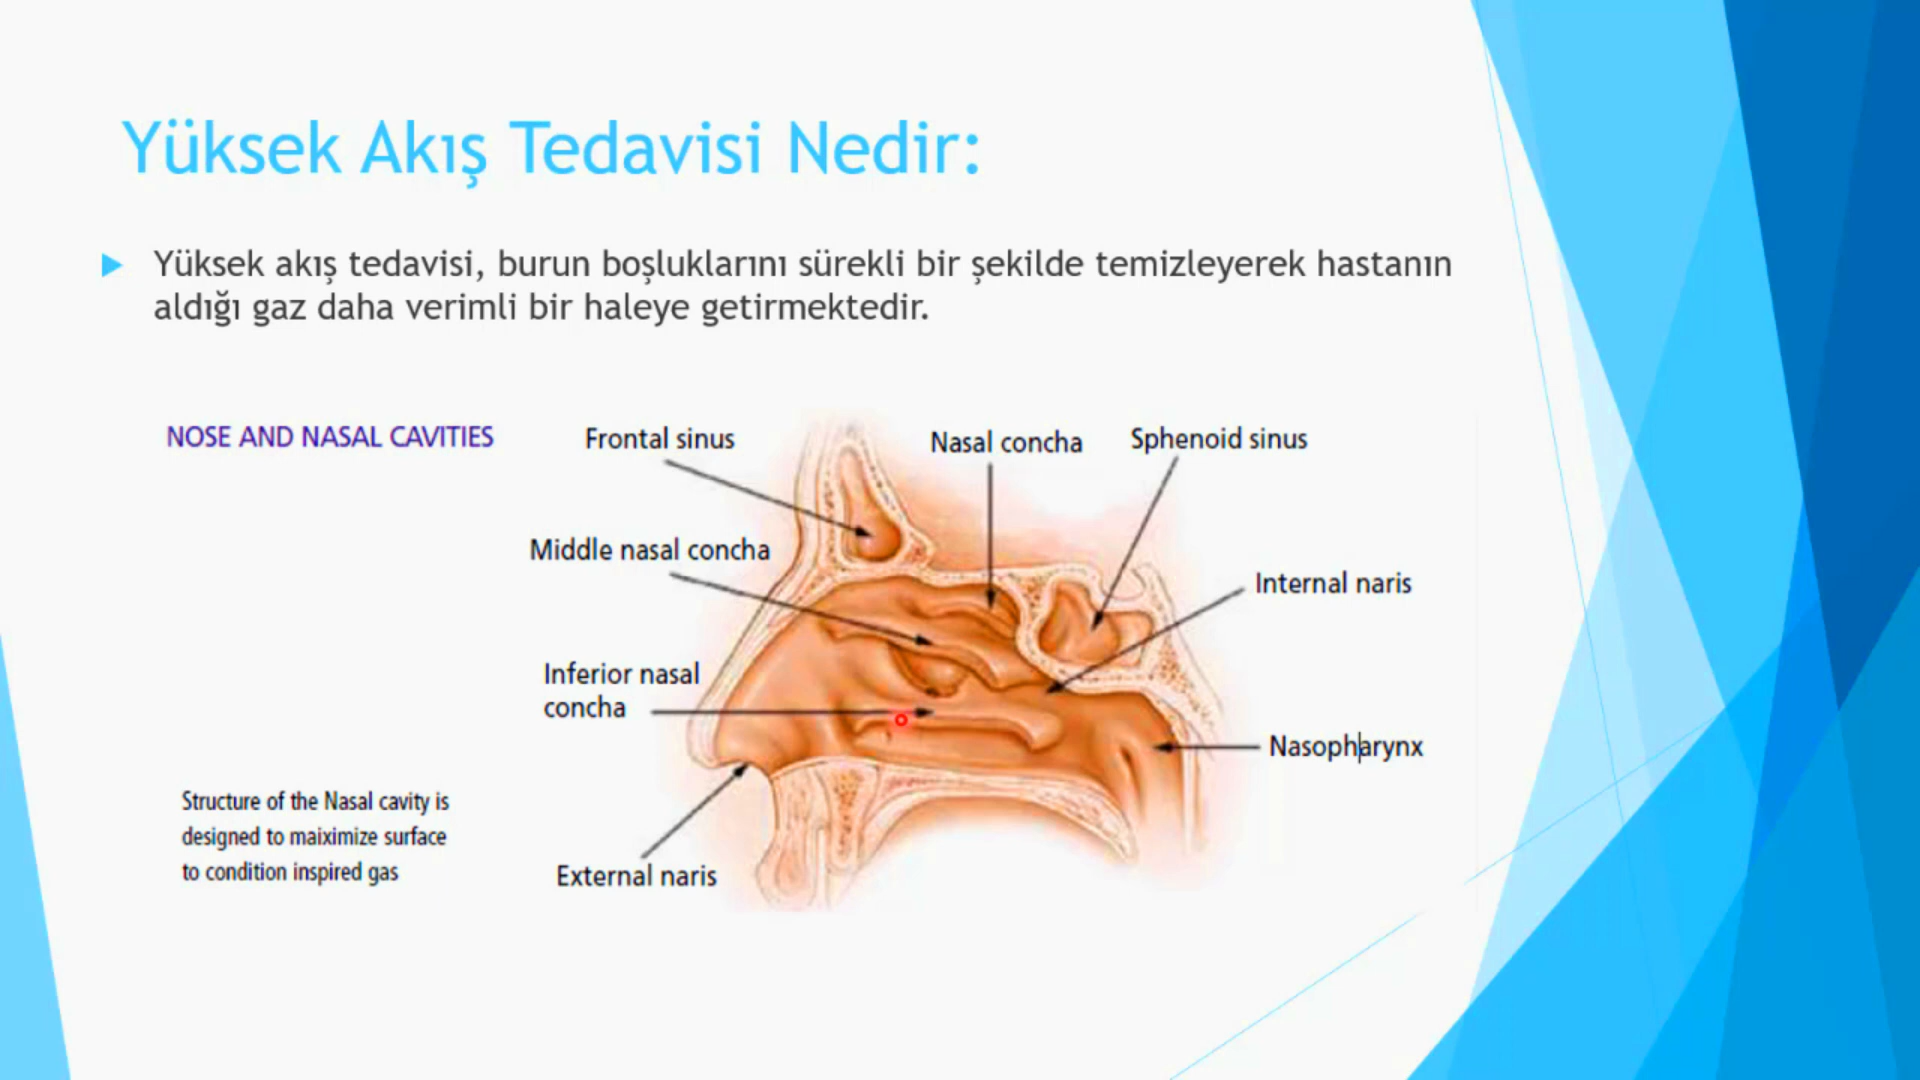 Yüksek Akış Tedavisi Nedir:
Yüksek akış tedavisi, burun boşluklarını sürekli bir şekilde temizleyerek hastanın
aldığı gaz daha verimli bir haleye getirmektedir.
NOSE AND NASAL CAVITIES
Frontal sinus
Nasal concha
Sphenoid sinus
Middle nasal concha
Internal naris
Inferior nasal
concha
Nasopharynx
Structure of the Nasal cavity is
designed to maiximize surface
to condition inspired gas
External naris